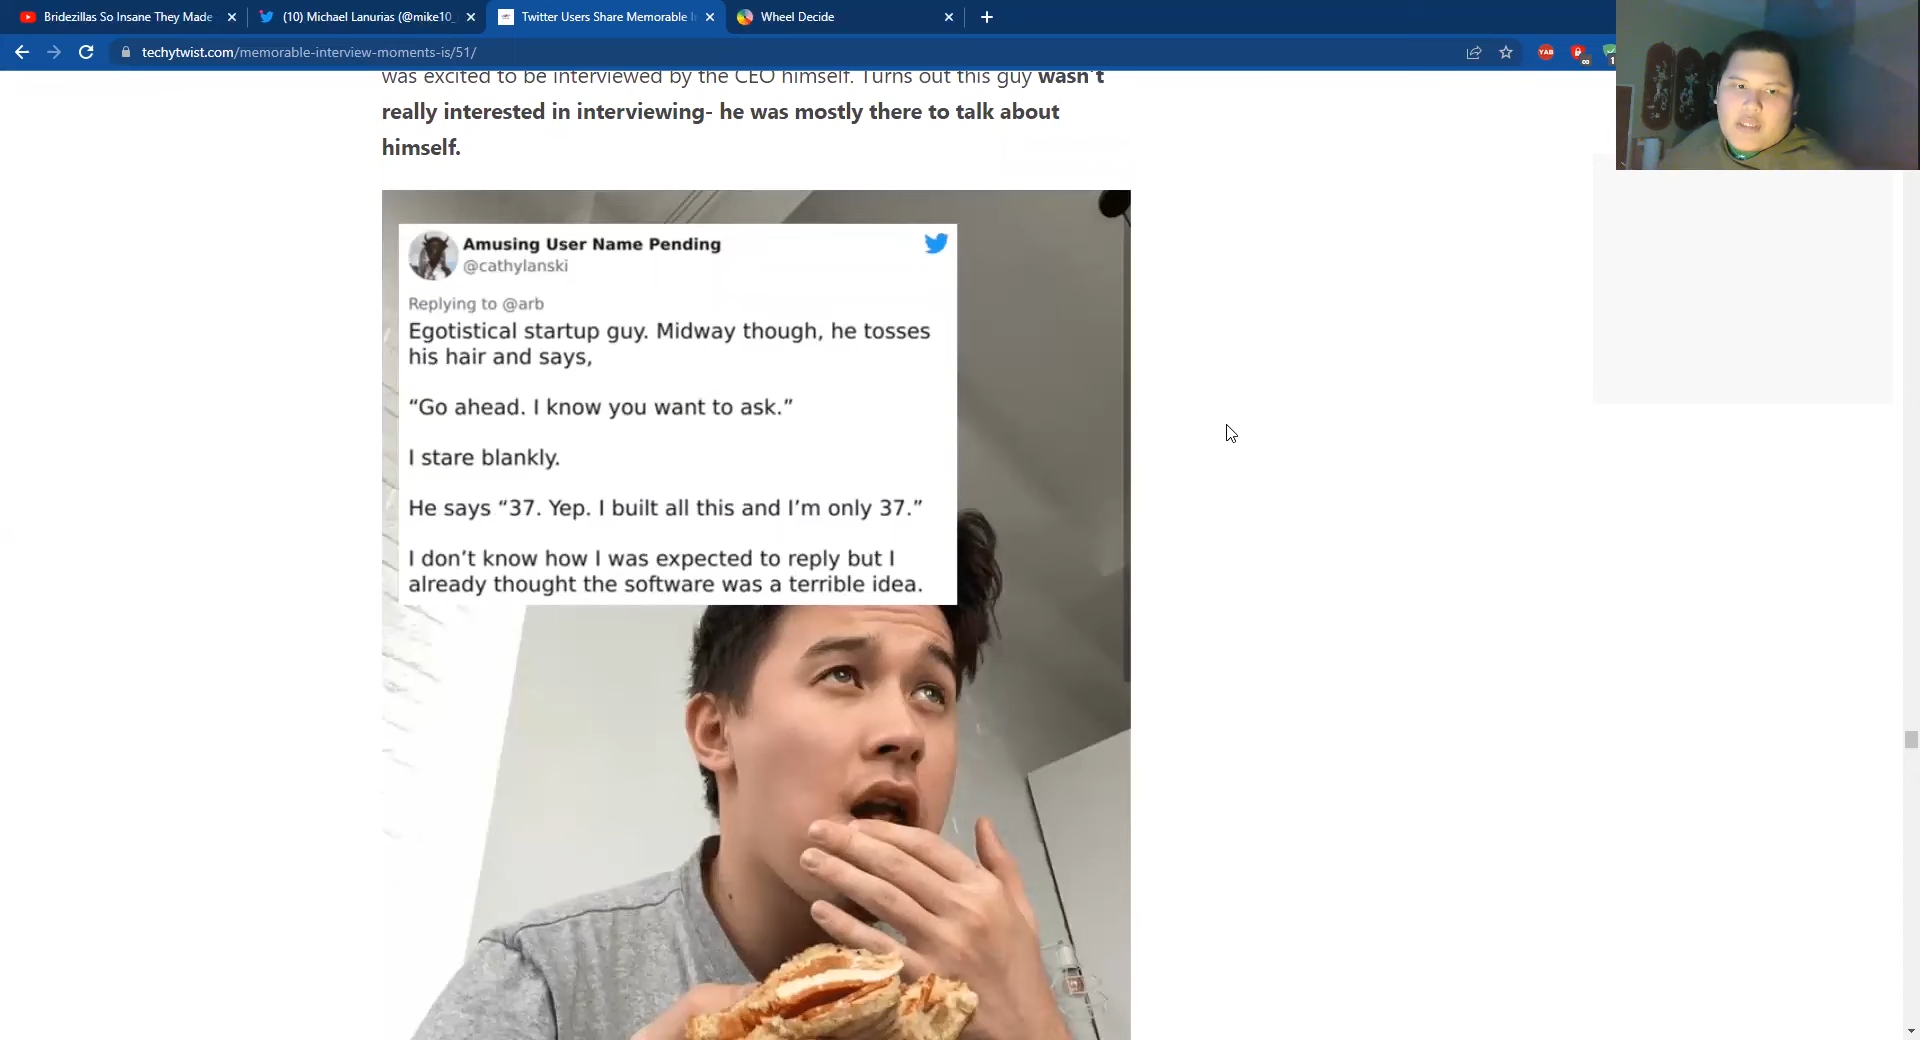 Bridezillas So Insane They Made
(10) Michael Lanurias (@mike10_
Twitter Users Share Memorable
Wheel Decide
techytwist.com/memorable-interview-moments-is/51/
YAB
was excited to be interviewed by the CEO himself. Turns out this guy wasn't
really interested in interviewing- he was mostly there to talk about
himself.
Amusing User Name Pending
@cathylanski
Replying to @arb
Egotistical startup guy. Midway though, he tosses
his hair and says,
“Go ahead. I know you want to ask.”
I stare blankly.
He says “37. Yep. I built all this and I’m only 37.”
I don’t know how I was expected to reply but I
already thought the software was a terrible idea.